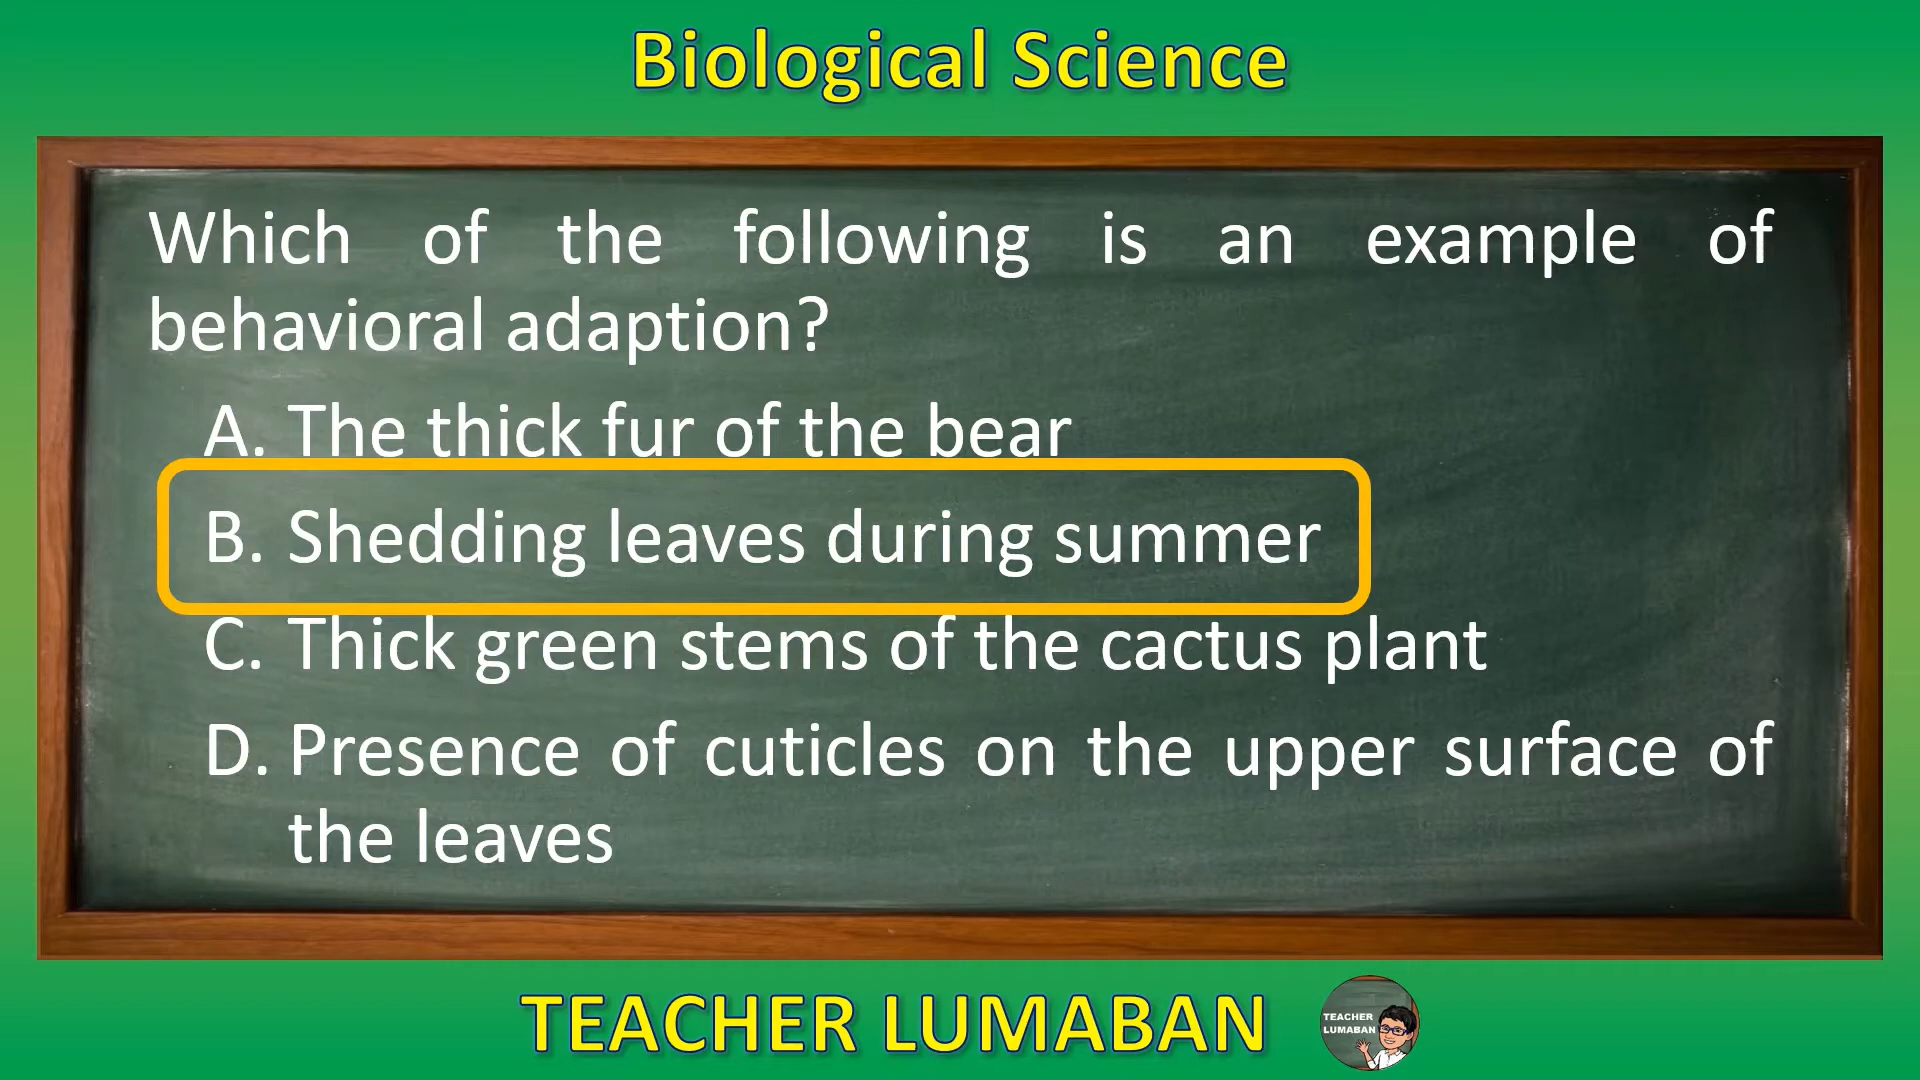 Biological Science
Which of the following is an example of
behavioral adaption?
A. The thick fur of the bear
B. Shedding leaves during summer
C. Thick green stems of the cactus plant
D. Presence of cuticles on the upper surface of
the leaves
TEACHER LUMABAN
TEACHER
LUMABAN